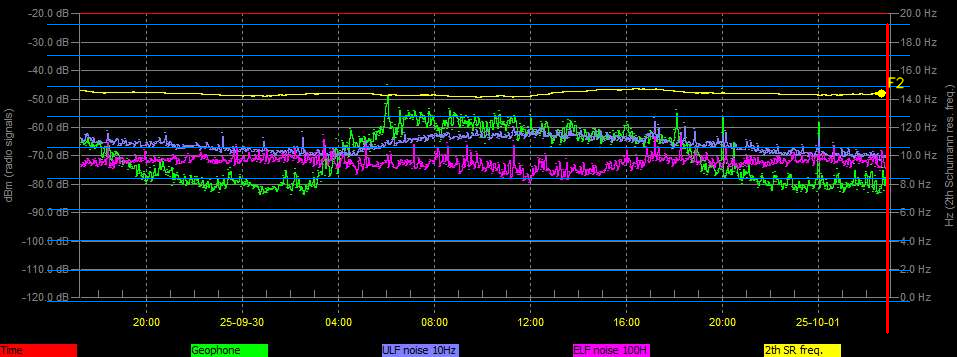 -20.0 dB 20.0 Hz
-30.0 dB 18.0 Hz
-40.0 dB 16.0 Hz
-50.0 dB 14.0 Hz
F2
-60.0 dB 12.0 Hz
-70.0 dB 10.0 Hz
-80.0 dB 8.0 Hz
-90.0 dB 6.0 Hz
-100.0 dB 4.0 Hz
-110.0 dB 2.0 Hz
-120.0 dB 0.0 Hz
dBm (radio signals)
Hz (2th Schumann res. freq.)
20:00 25-09-30 04:00 08:00 12:00 16:00 20:00 25-10-01
Time Geophone ULF noise 10Hz ELF noise 100H 2th SR freq.